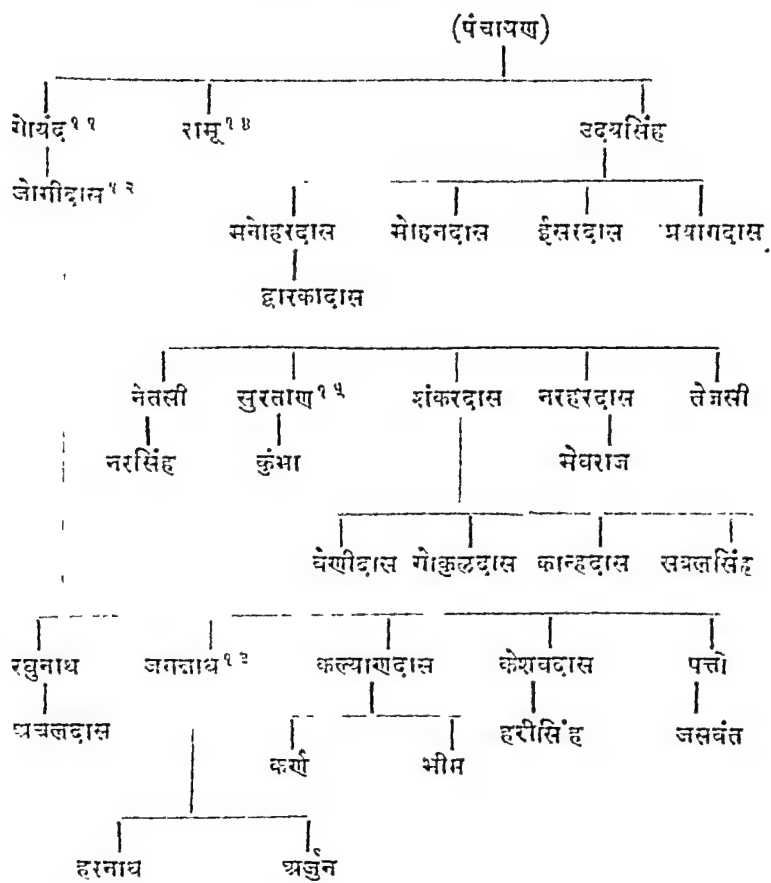 (पंचायण)
गोयंद११ रामू१४ उदयसिंह
जोगीदास१२
मनोहरदास मोहनदास ईसरदास प्रयागदास
द्वारकादास
नेतसी सुरताण१५ शंकरदास नरहरदास तेजसी
नरसिंह कुंभा मेघराज
वेणीदास गोकुलदास कान्हदास सबलसिंह
रघुनाथ जगन्नाथ१३ कल्याणदास केशवदास पत्तो
अचलदास हरीसिंह जसवंत
कर्ण भीम
हरनाथ अर्जुन